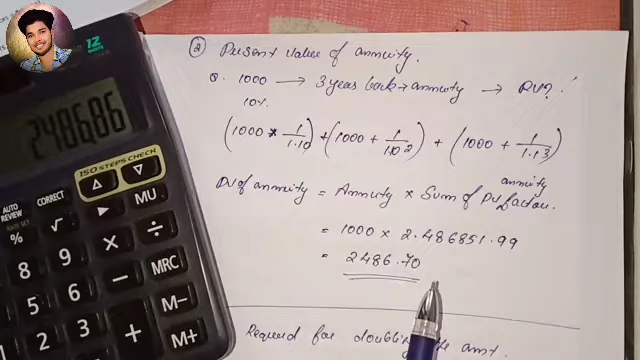 12
2486.86
150 STEPS CHECK
AUTO REVIEW
CORRECT
MU
%
√
8
9
×
÷
MRC
5
6
−
M−
2
3
+
M+
② Present value of annuity.
Q. 1000 → 3 years back → annuity → PV?
10%
(1000 * 1/1.10) + (1000 + 1/1.10²) + (1000 + 1/1.1³)
PV of annuity = Annuity × Sum of PV annuity factor.
= 1000 × 2.486851.99
= 2486.70
Required for doubling the amt.